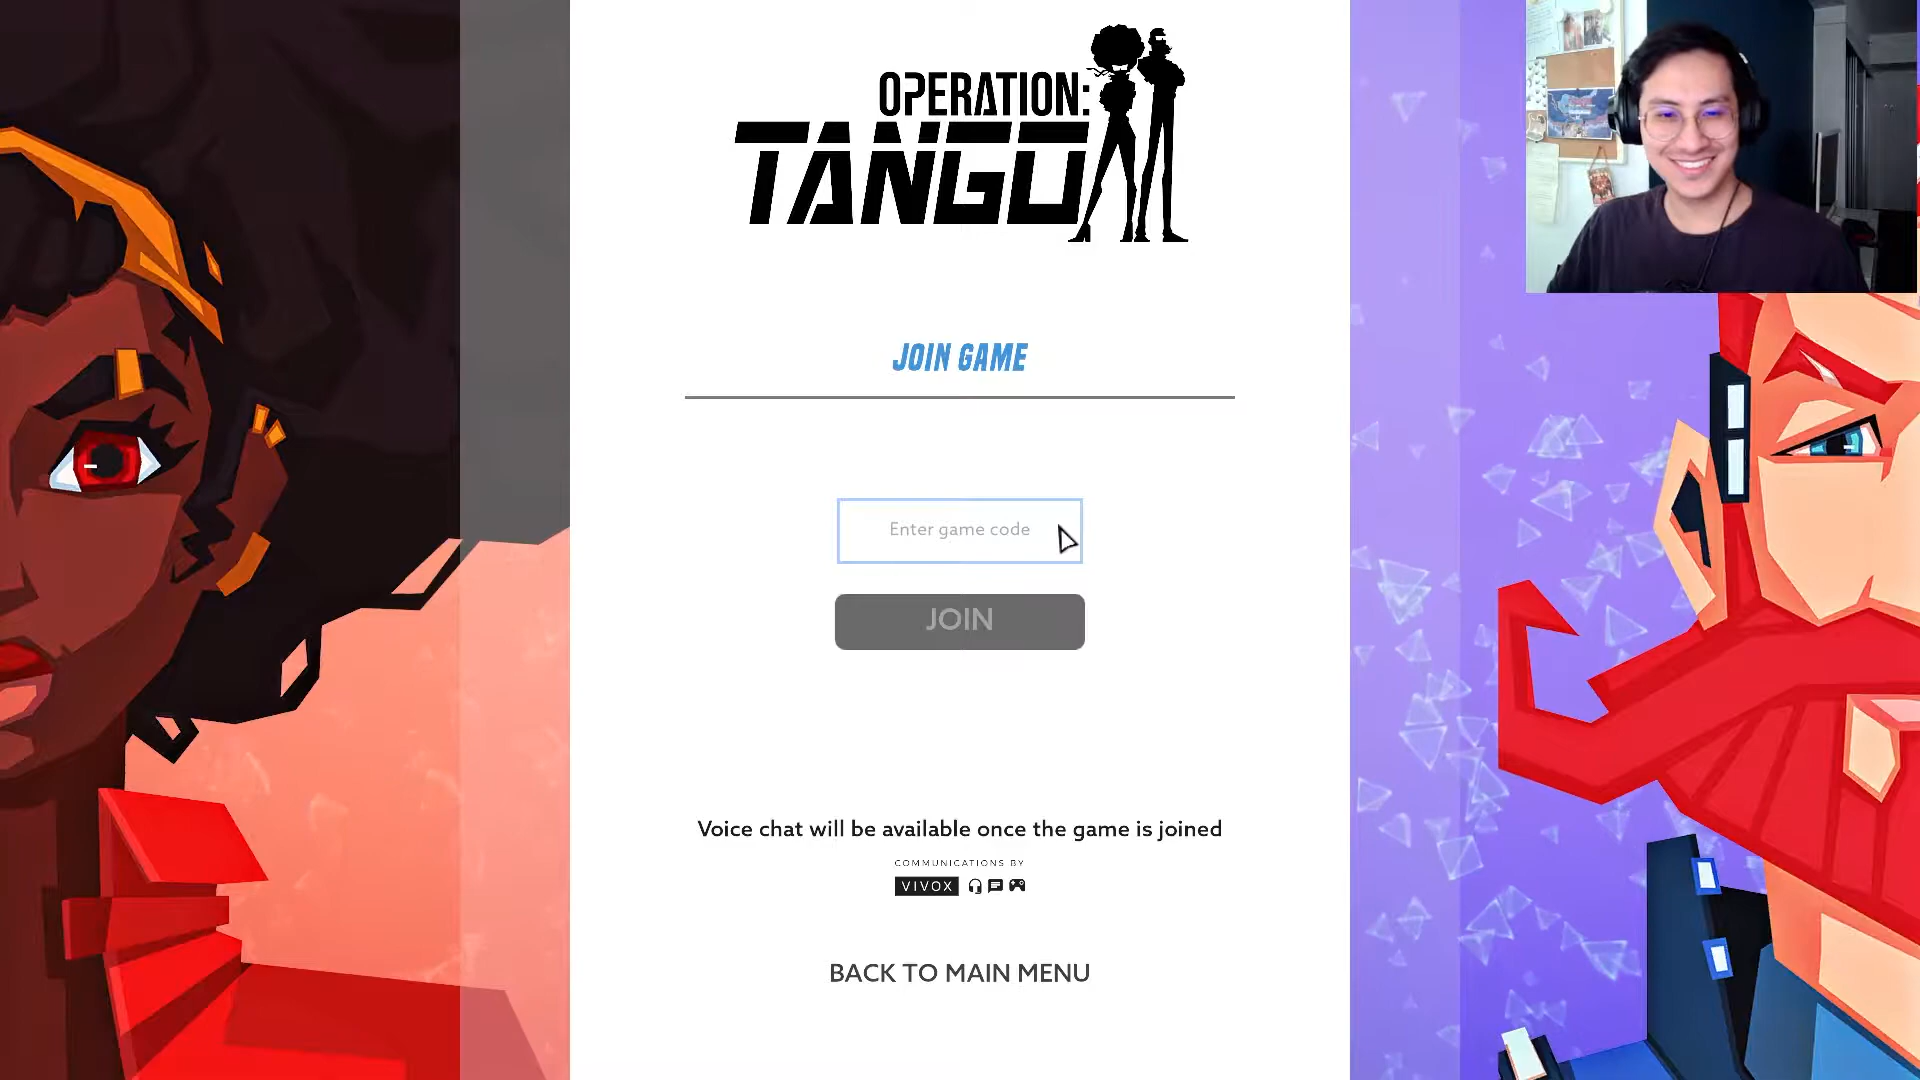 OPERATION:
TANGO
JOIN GAME
Enter game code
JOIN
Voice chat will be available once the game is joined
COMMUNICATIONS BY
VIVOX
BACK TO MAIN MENU